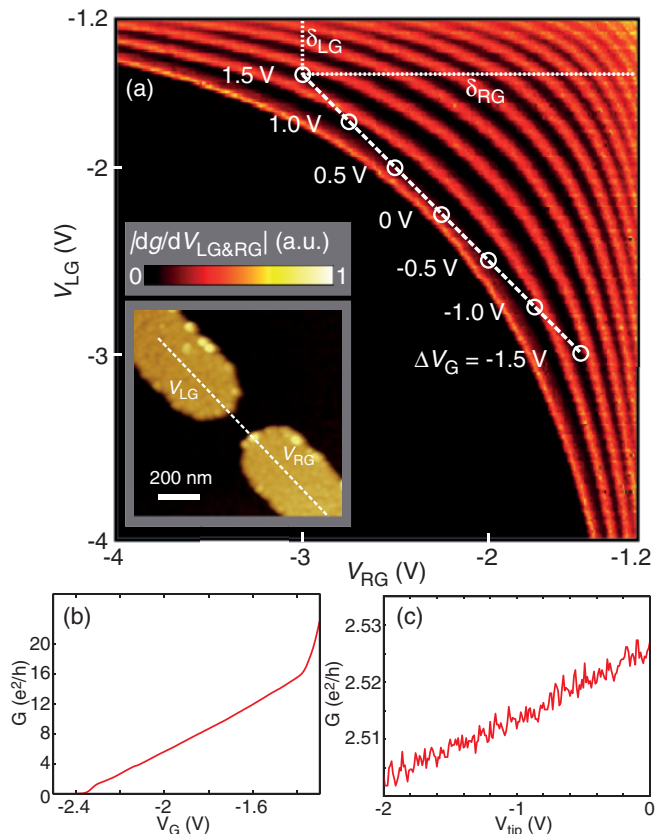 -1.2
(a)
δLG
1.5 V
δRG
1.0 V
-2
0.5 V
0 V
|dg/dVLG&RG| (a.u.)
-0.5 V
0
1
VLG (V)
-1.0 V
-3
ΔVG = -1.5 V
VLG
VRG
200 nm
-4
-4
-3
-2
-1.2
VRG (V)
(b)
20
16
12
8
4
0
G (e²/h)
-2.4
-2
-1.6
VG (V)
(c)
2.53
2.52
2.51
G (e²/h)
-2
-1
0
Vtip (V)